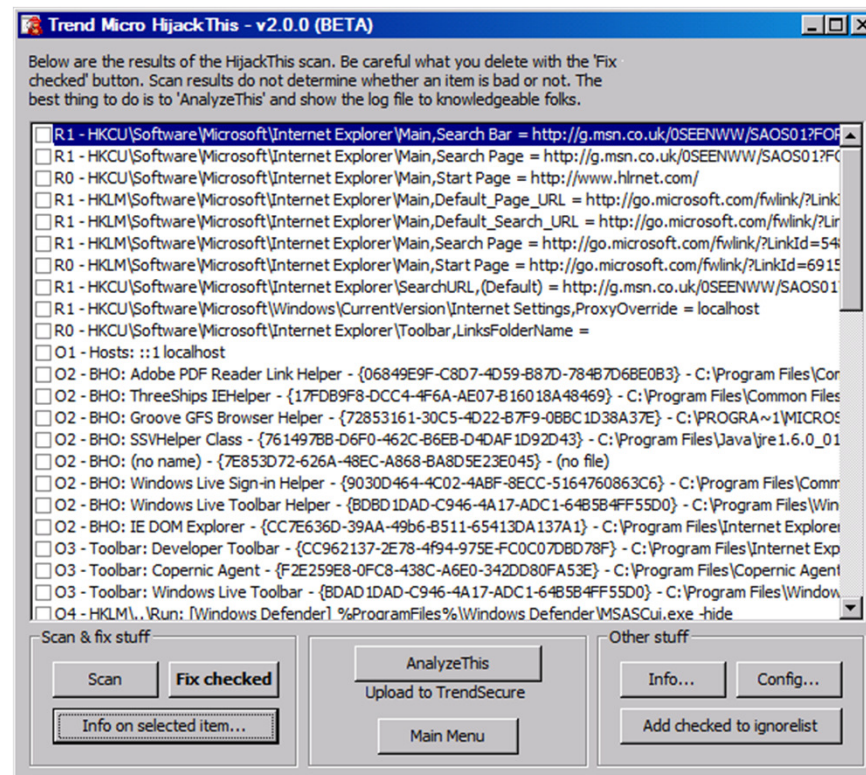 Trend Micro HijackThis - v2.0.0 (BETA)
Below are the results of the HijackThis scan. Be careful what you delete with the 'Fix
checked' button. Scan results do not determine whether an item is bad or not. The
best thing to do is to 'AnalyzeThis' and show the log file to knowledgeable folks.
R1 - HKCU\Software\Microsoft\Internet Explorer\Main,Search Bar = http://g.msn.co.uk/0SEENWW/SAOS01?FOR
R1 - HKCU\Software\Microsoft\Internet Explorer\Main,Search Page = http://g.msn.co.uk/0SEENWW/SAOS01?FO
R0 - HKCU\Software\Microsoft\Internet Explorer\Main,Start Page = http://www.hlrnet.com/
R1 - HKLM\Software\Microsoft\Internet Explorer\Main,Default_Page_URL = http://go.microsoft.com/fwlink/?LinkI
R1 - HKLM\Software\Microsoft\Internet Explorer\Main,Default_Search_URL = http://go.microsoft.com/fwlink/?Lin
R1 - HKLM\Software\Microsoft\Internet Explorer\Main,Search Page = http://go.microsoft.com/fwlink/?LinkId=548
R0 - HKLM\Software\Microsoft\Internet Explorer\Main,Start Page = http://go.microsoft.com/fwlink/?LinkId=6915
R1 - HKCU\Software\Microsoft\Internet Explorer\SearchURL,(Default) = http://g.msn.co.uk/0SEENWW/SAOS01
R1 - HKCU\Software\Microsoft\Windows\CurrentVersion\Internet Settings,ProxyOverride = localhost
R0 - HKCU\Software\Microsoft\Internet Explorer\Toolbar,LinksFolderName =
O1 - Hosts: ::1 localhost
O2 - BHO: Adobe PDF Reader Link Helper - {06849E9F-C8D7-4D59-B87D-784B7D6BE0B3} - C:\Program Files\Com
O2 - BHO: ThreeShips IEHelper - {17FDB9F8-DCC4-4F6A-AE07-B16018A48469} - C:\Program Files\Common Files
O2 - BHO: Groove GFS Browser Helper - {72853161-30C5-4D22-B7F9-0BBC1D38A37E} - C:\PROGRA~1\MICROS
O2 - BHO: SSVHelper Class - {761497BB-D6F0-462C-B6EB-D4DAF1D92D43} - C:\Program Files\Java\jre1.6.0_01
O2 - BHO: (no name) - {7E853D72-626A-48EC-A868-BA8D5E23E045} - (no file)
O2 - BHO: Windows Live Sign-in Helper - {9030D464-4C02-4ABF-8ECC-5164760863C6} - C:\Program Files\Comm
O2 - BHO: Windows Live Toolbar Helper - {BDBD1DAD-C946-4A17-ADC1-64B5B4FF55D0} - C:\Program Files\Win
O2 - BHO: IE DOM Explorer - {CC7E636D-39AA-49b6-B511-65413DA137A1} - C:\Program Files\Internet Explorer
O3 - Toolbar: Developer Toolbar - {CC962137-2E78-4f94-975E-FC0C07DBD78F} - C:\Program Files\Internet Exp
O3 - Toolbar: Copernic Agent - {F2E259E8-0FC8-438C-A6E0-342DD80FA53E} - C:\Program Files\Copernic Agent
O3 - Toolbar: Windows Live Toolbar - {BDAD1DAD-C946-4A17-ADC1-64B5B4FF55D0} - C:\Program Files\Window
O4 - HKLM\..\Run: [Windows Defender] %ProgramFiles%\Windows Defender\MSASCui.exe -hide
Scan & fix stuff
Scan
Fix checked
Info on selected item...
AnalyzeThis
Upload to TrendSecure
Main Menu
Other stuff
Info...
Config...
Add checked to ignorelist